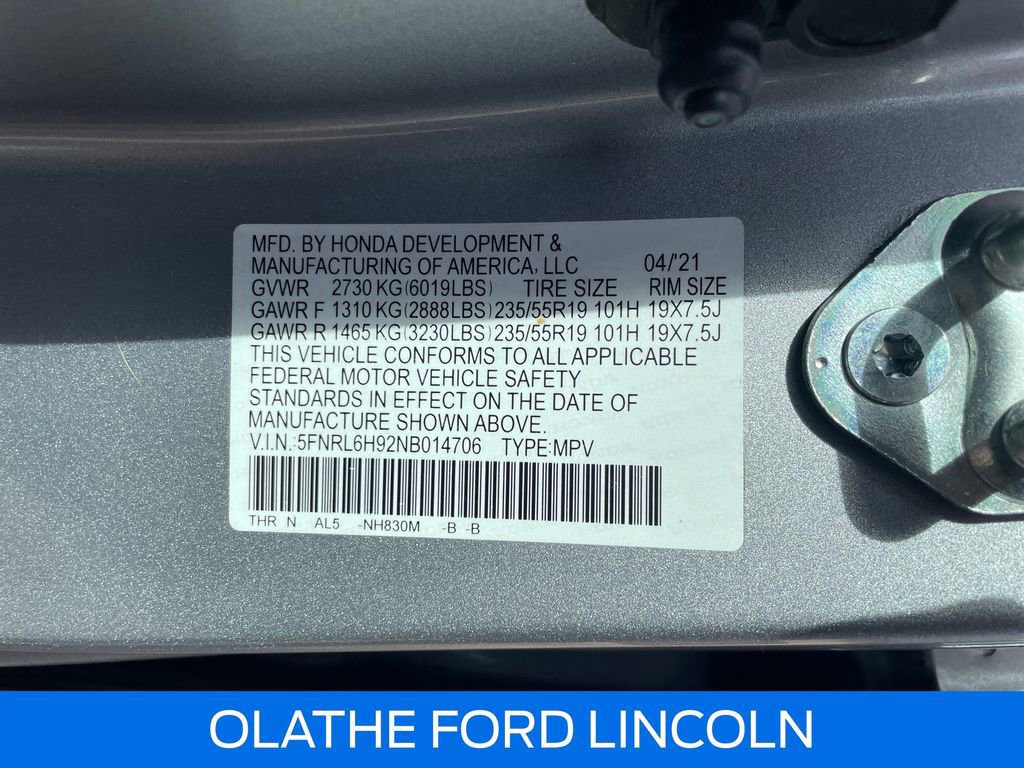 MFD. BY HONDA DEVELOPMENT &
MANUFACTURING OF AMERICA, LLC 04/'21
GVWR 2730 KG(6019LBS) TIRE SIZE RIM SIZE
GAWR F 1310 KG(2888LBS) 235/55R19 101H 19X7.5J
GAWR R 1465 KG(3230LBS) 235/55R19 101H 19X7.5J
THIS VEHICLE CONFORMS TO ALL APPLICABLE
FEDERAL MOTOR VEHICLE SAFETY
STANDARDS IN EFFECT ON THE DATE OF
MANUFACTURE SHOWN ABOVE.
V.I.N.:5FNRL6H92NB014706 TYPE:MPV
THR N AL5 -NH830M -B -B
OLATHE FORD LINCOLN